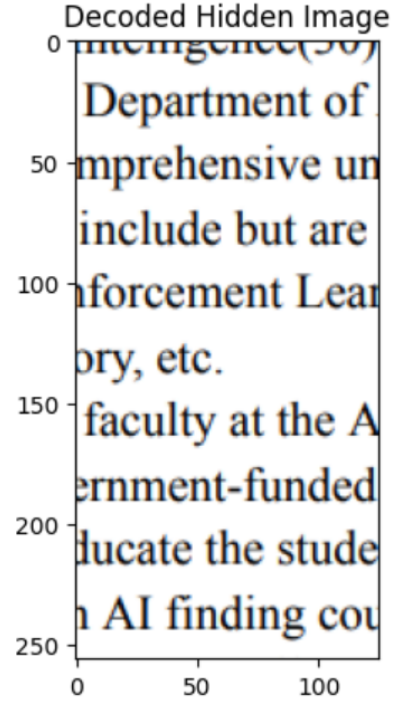 Decoded Hidden Image
Department of
mprehensive un
include but are
nforcement Lear
ory, etc.
faculty at the A
ernment-funded
ducate the stude
n AI finding cou
0
50
100
150
200
250
0
50
100